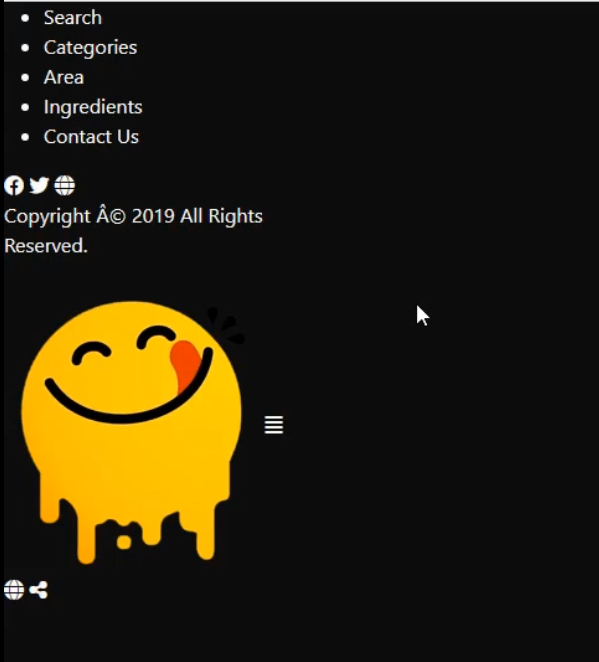 Search
Categories
Area
Ingredients
Contact Us
Copyright Â© 2019 All Rights
Reserved.